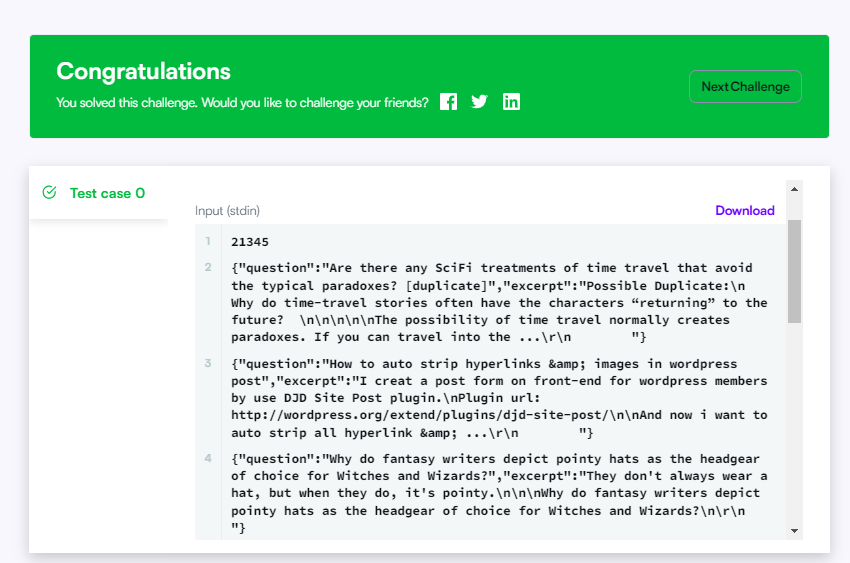 Congratulations
You solved this challenge. Would you like to challenge your friends?
Next Challenge
Test case 0
Input (stdin)
Download
1 21345
2 {"question":"Are there any SciFi treatments of time travel that avoid
the typical paradoxes? [duplicate]","excerpt":"Possible Duplicate:\n
Why do time-travel stories often have the characters “returning” to the
future?  \n\n\n\n\nThe possibility of time travel normally creates
paradoxes. If you can travel into the ...\r\n        "}
3 {"question":"How to auto strip hyperlinks &amp; images in wordpress
post","excerpt":"I creat a post form on front-end for wordpress members
by use DJD Site Post plugin.\nPlugin url:
http://wordpress.org/extend/plugins/djd-site-post/\n\nAnd now i want to
auto strip all hyperlink &amp; ...\r\n        "}
4 {"question":"Why do fantasy writers depict pointy hats as the headgear
of choice for Witches and Wizards?","excerpt":"They don't always wear a
hat, but when they do, it's pointy.\n\n\nWhy do fantasy writers depict
pointy hats as the headgear of choice for Witches and Wizards?\n\r\n
"}